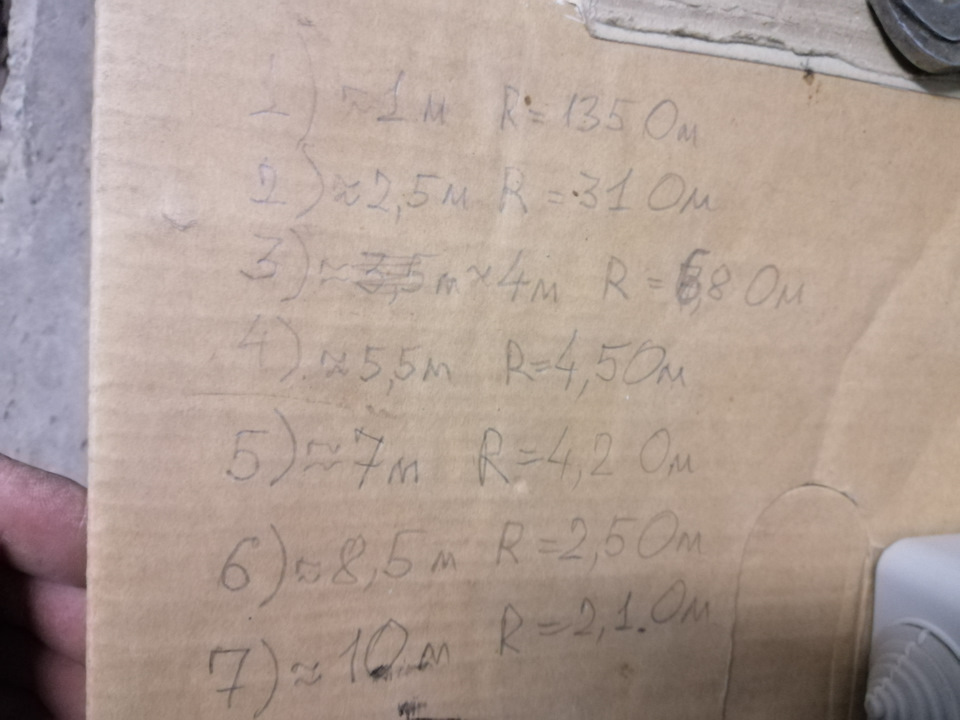 1) ~1м R=135 Ом
2) ≈2,5м R=31 Ом
3) ≈ м ≈4м R=6,8 Ом
4) ≈5,5м R=4,5 Ом
5) ≈7м R=4,2 Ом
6) ≈8,5м R=2,5 Ом
7) ≈10м R=2,1 Ом